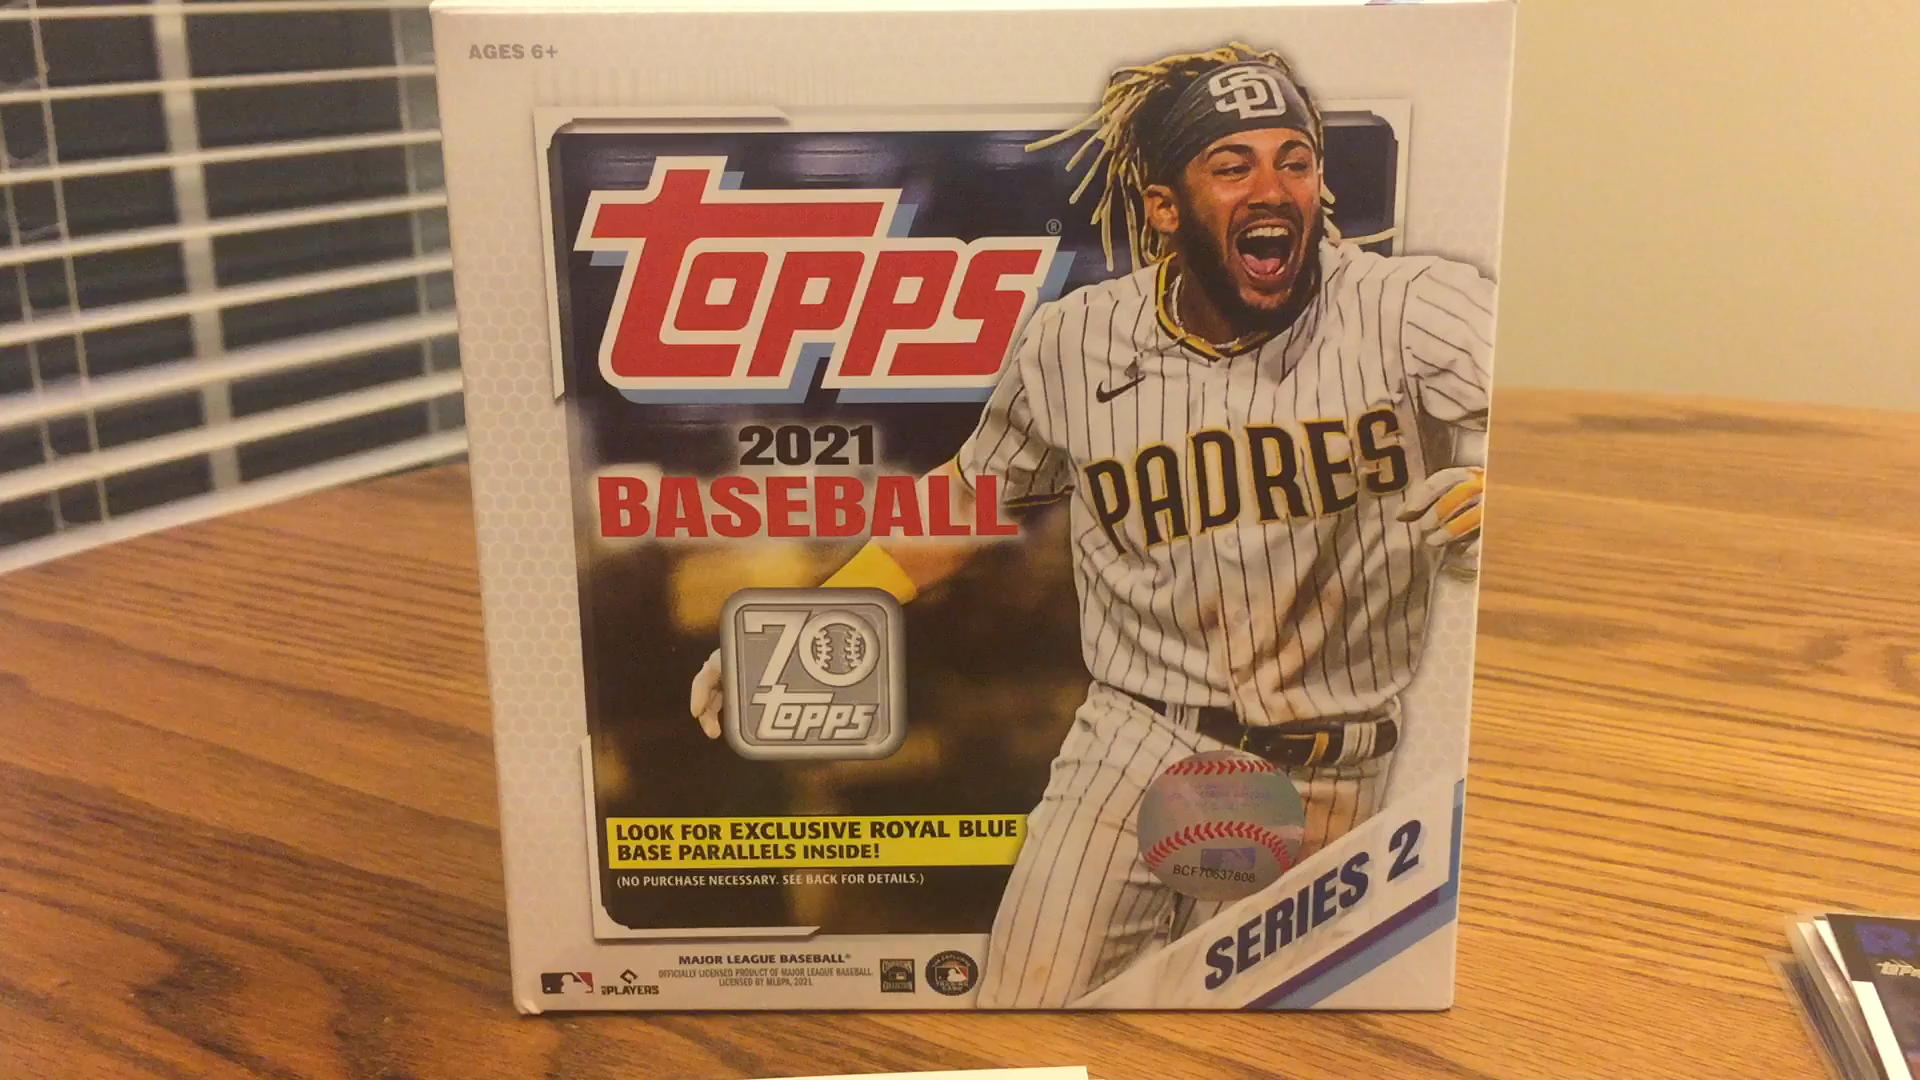 AGES 6+
SD
TOPPS®
2021
BASEBALL
PADRES
70
TOPPS
LOOK FOR EXCLUSIVE ROYAL BLUE
BASE PARALLELS INSIDE!
(NO PURCHASE NECESSARY. SEE BACK FOR DETAILS.)
BCF70637808
SERIES 2
MAJOR LEAGUE BASEBALL®
OFFICIALLY LICENSED PRODUCT OF MAJOR LEAGUE BASEBALL.
LICENSED BY MLBPA, 2021
PLAYERS